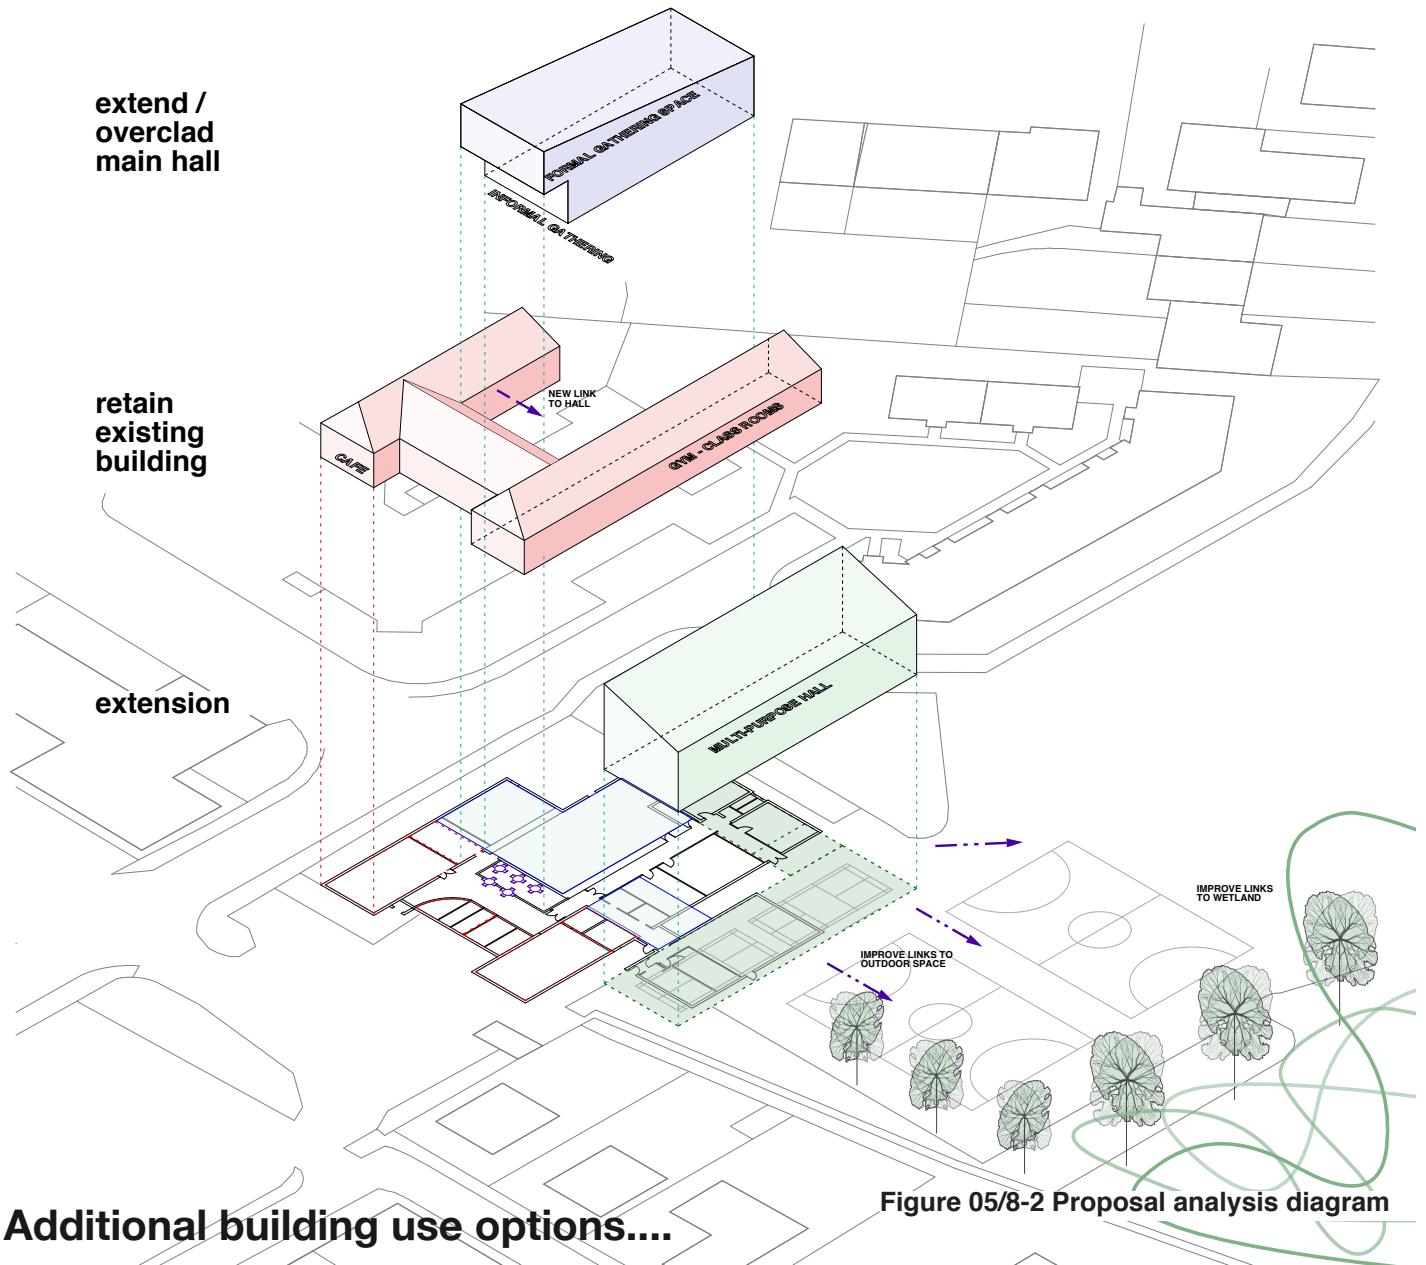 extend /
overclad
main hall
FORMAL GATHERING SPACE
INFORMAL GATHERING
retain
existing
building
NEW LINK
TO HALL
CAFE
GYM - CLASS ROOMS
extension
MULTI-PURPOSE HALL
IMPROVE LINKS
TO WETLAND
IMPROVE LINKS TO
OUTDOOR SPACE
Figure 05/8-2 Proposal analysis diagram
Additional building use options....